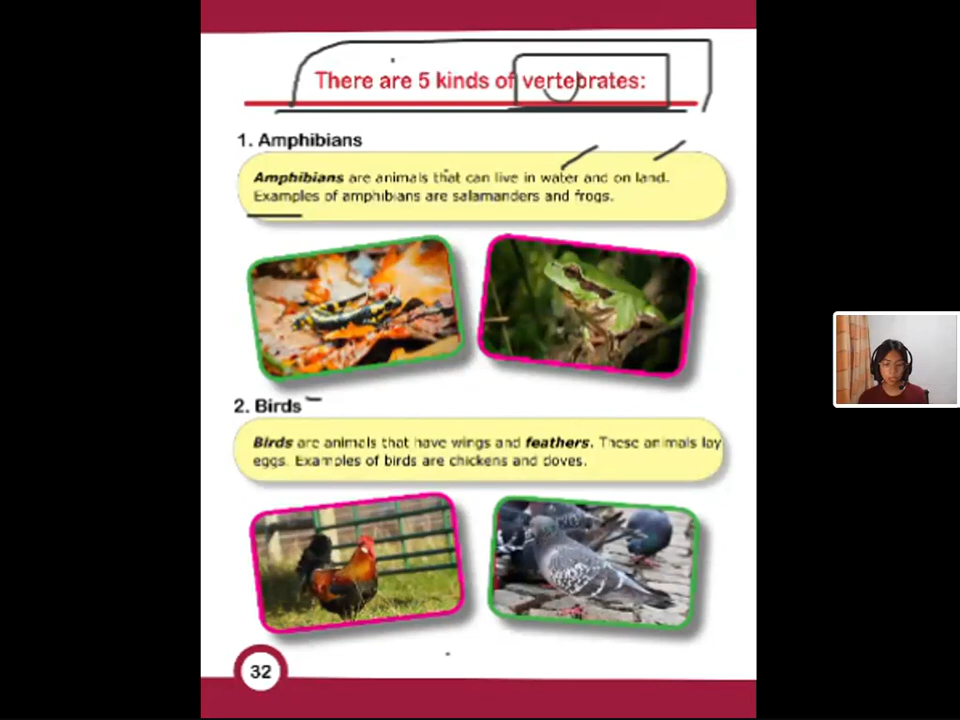 There are 5 kinds of vertebrates:
1. Amphibians
Amphibians are animals that can live in water and on land.
Examples of amphibians are salamanders and frogs.
2. Birds
Birds are animals that have wings and feathers. These animals lay
eggs. Examples of birds are chickens and doves.
32